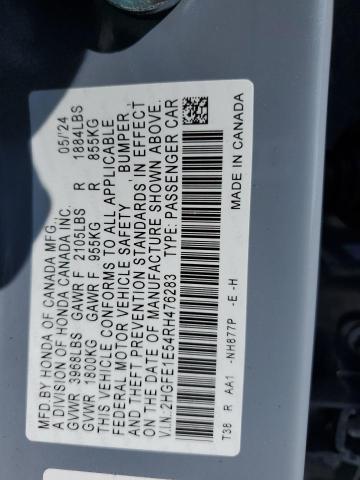 MFD.BY HONDA OF CANADA MFG., 05/'24
A DIVISION OF HONDA CANADA INC.
GVWR 3968LBS GAWR F 2105LBS R 1884LBS
GVWR 1800KG GAWR F 955KG R 855KG
THIS VEHICLE CONFORMS TO ALL APPLICABLE
FEDERAL MOTOR VEHICLE SAFETY , BUMPER ,
AND THEFT PREVENTION STANDARDS IN EFFECT
ON THE DATE OF MANUFACTURE SHOWN ABOVE.
V.I.N.:2HGFE1E54RH476283 TYPE: PASSENGER CAR
MADE IN CANADA
T38 R AA1 -NH877P -E -H